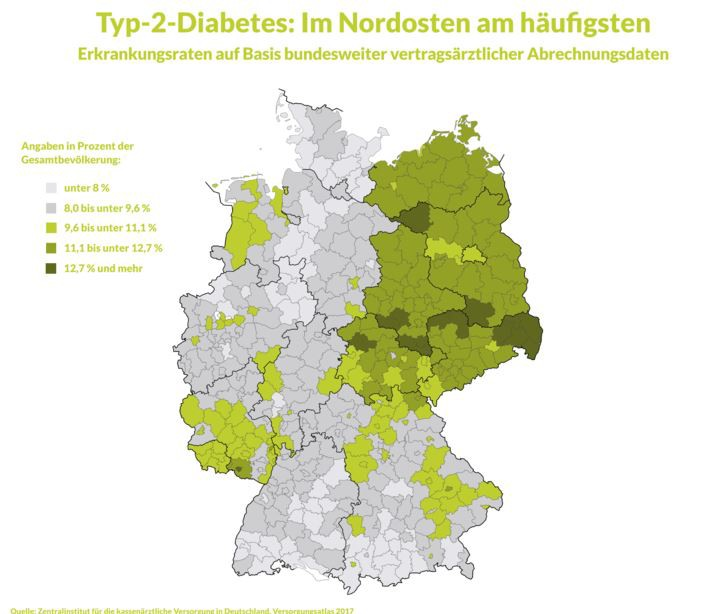 Typ-2-Diabetes: Im Nordosten am häufigsten
Erkrankungsraten auf Basis bundesweiter vertragsärztlicher Abrechnungsdaten
Angaben in Prozent der
Gesamtbevölkerung:
unter 8 %
8,0 bis unter 9,6 %
9,6 bis unter 11,1 %
11,1 bis unter 12,7 %
12,7 % und mehr
Quelle: Zentralinstitut für die kassenärztliche Versorgung in Deutschland, Versorgungsatlas 2017